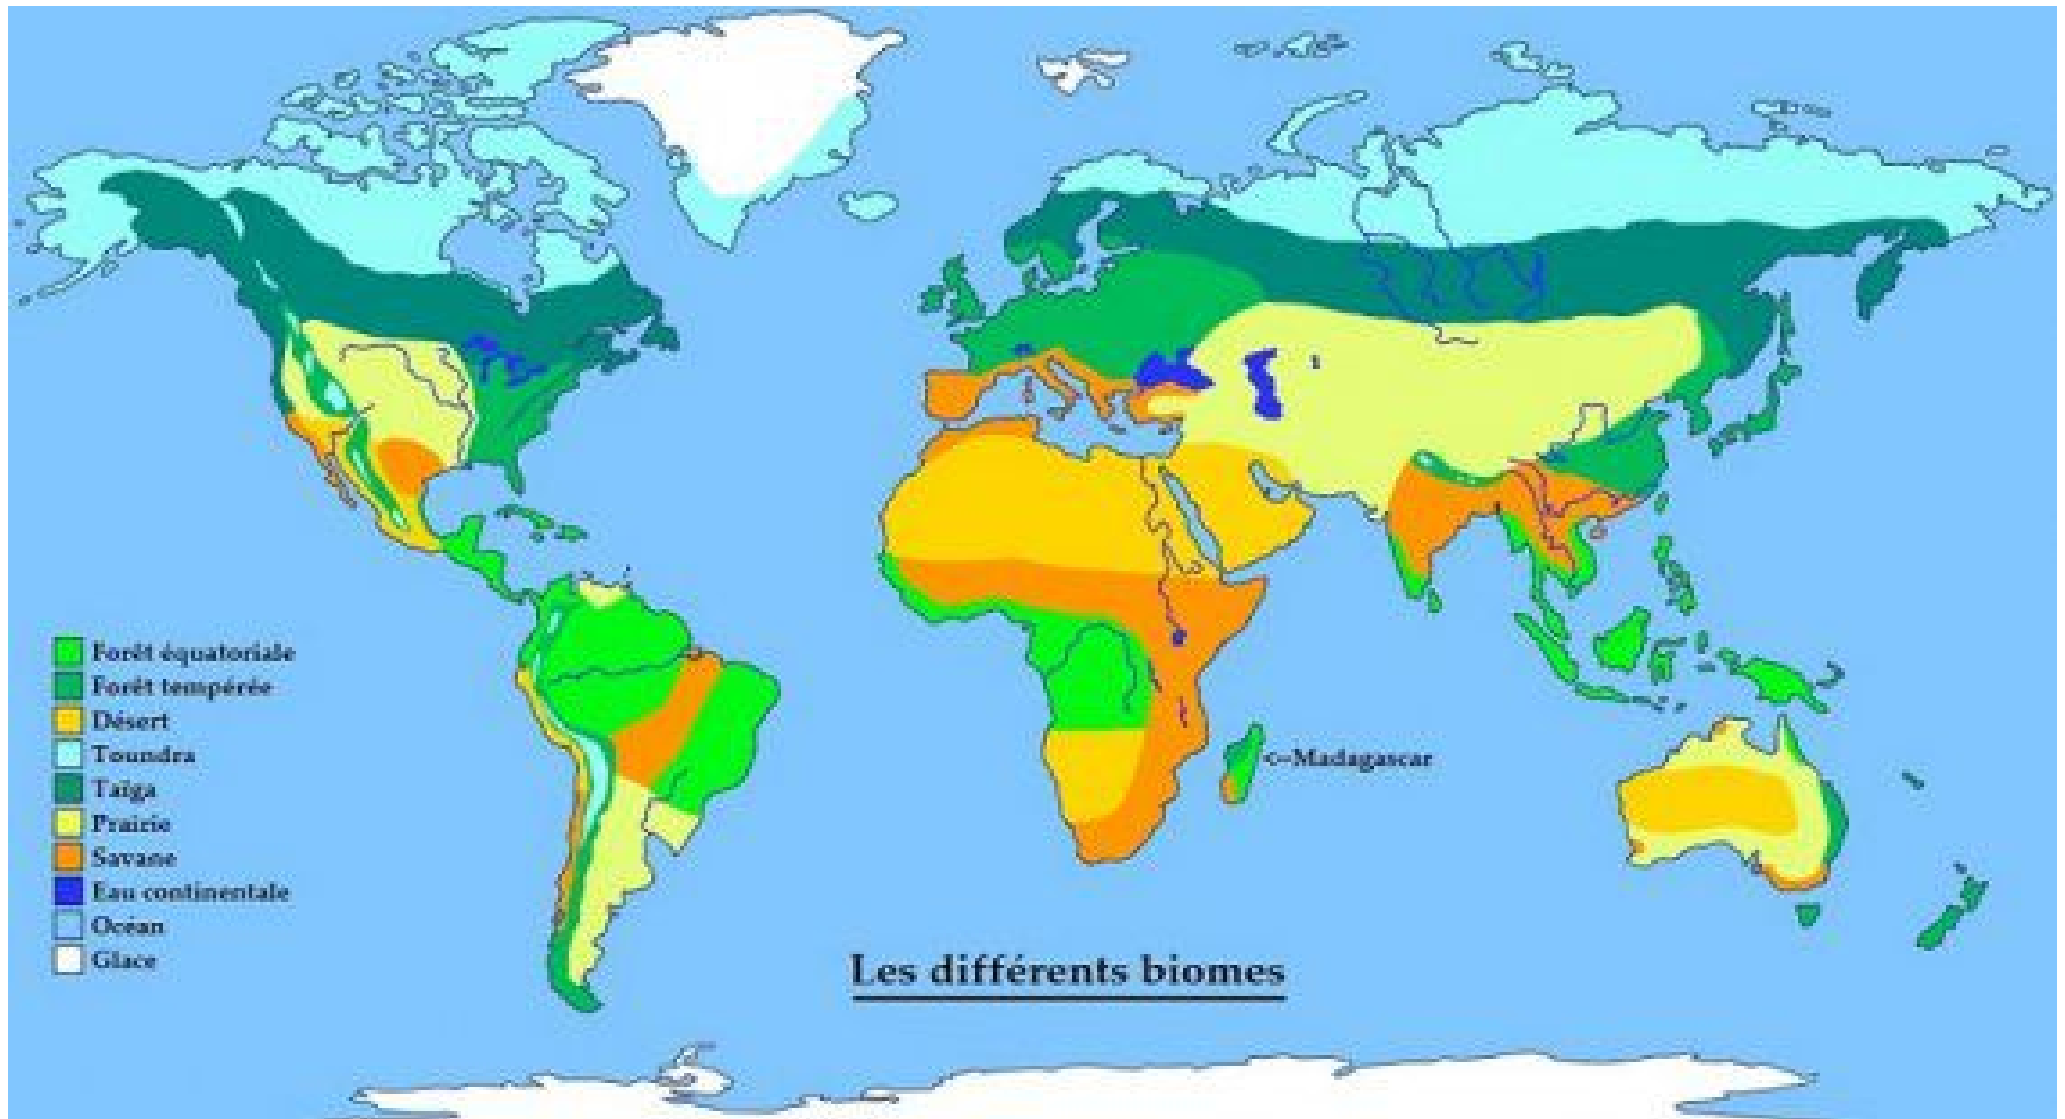 Forêt équatoriale
Forêt tempérée
Désert
Toundra
Taïga
Prairie
Savane
Eau continentale
Océan
Glace
<--Madagascar
Les différents biomes